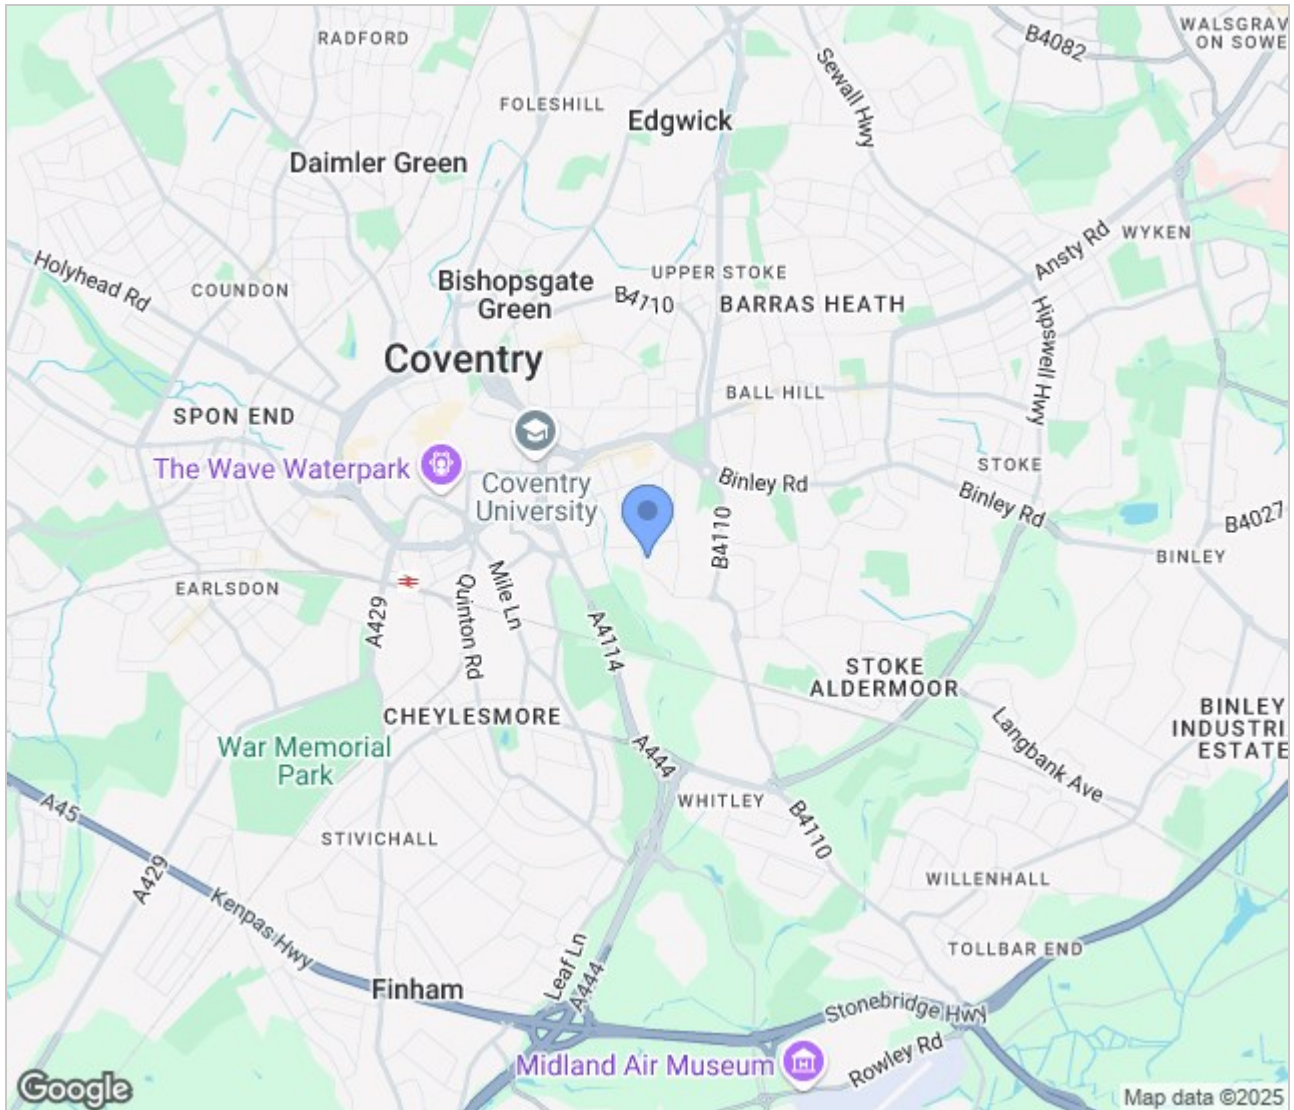 RADFORD
B4082
WALSGRAV
ON SOWE
FOLESHILL
Sewall Hwy
Edgwick
Daimler Green
WYKEN
Ansty Rd
Holyhead Rd
COUNDON
Bishopsgate
Green
UPPER STOKE
B4110
BARRAS HEATH
Hipswell Hwy
Coventry
BALL HILL
SPON END
The Wave Waterpark
Coventry
University
Binley Rd
STOKE
Binley Rd
B4027
B4110
BINLEY
EARLSDON
A429
Quinton Rd
Mile Ln
A4114
STOKE
ALDERMOOR
CHEYLESMORE
BINLEY
INDUSTRI
ESTATE
War Memorial
Park
A444
Langbank Ave
WHITLEY
A45
B4110
STIVICHALL
A429
WILLENHALL
Kenpas Hwy
TOLLBAR END
Finham
Leaf Ln
A444
Stonebridge Hwy
Midland Air Museum
Rowley Rd
Google
Map data ©2025